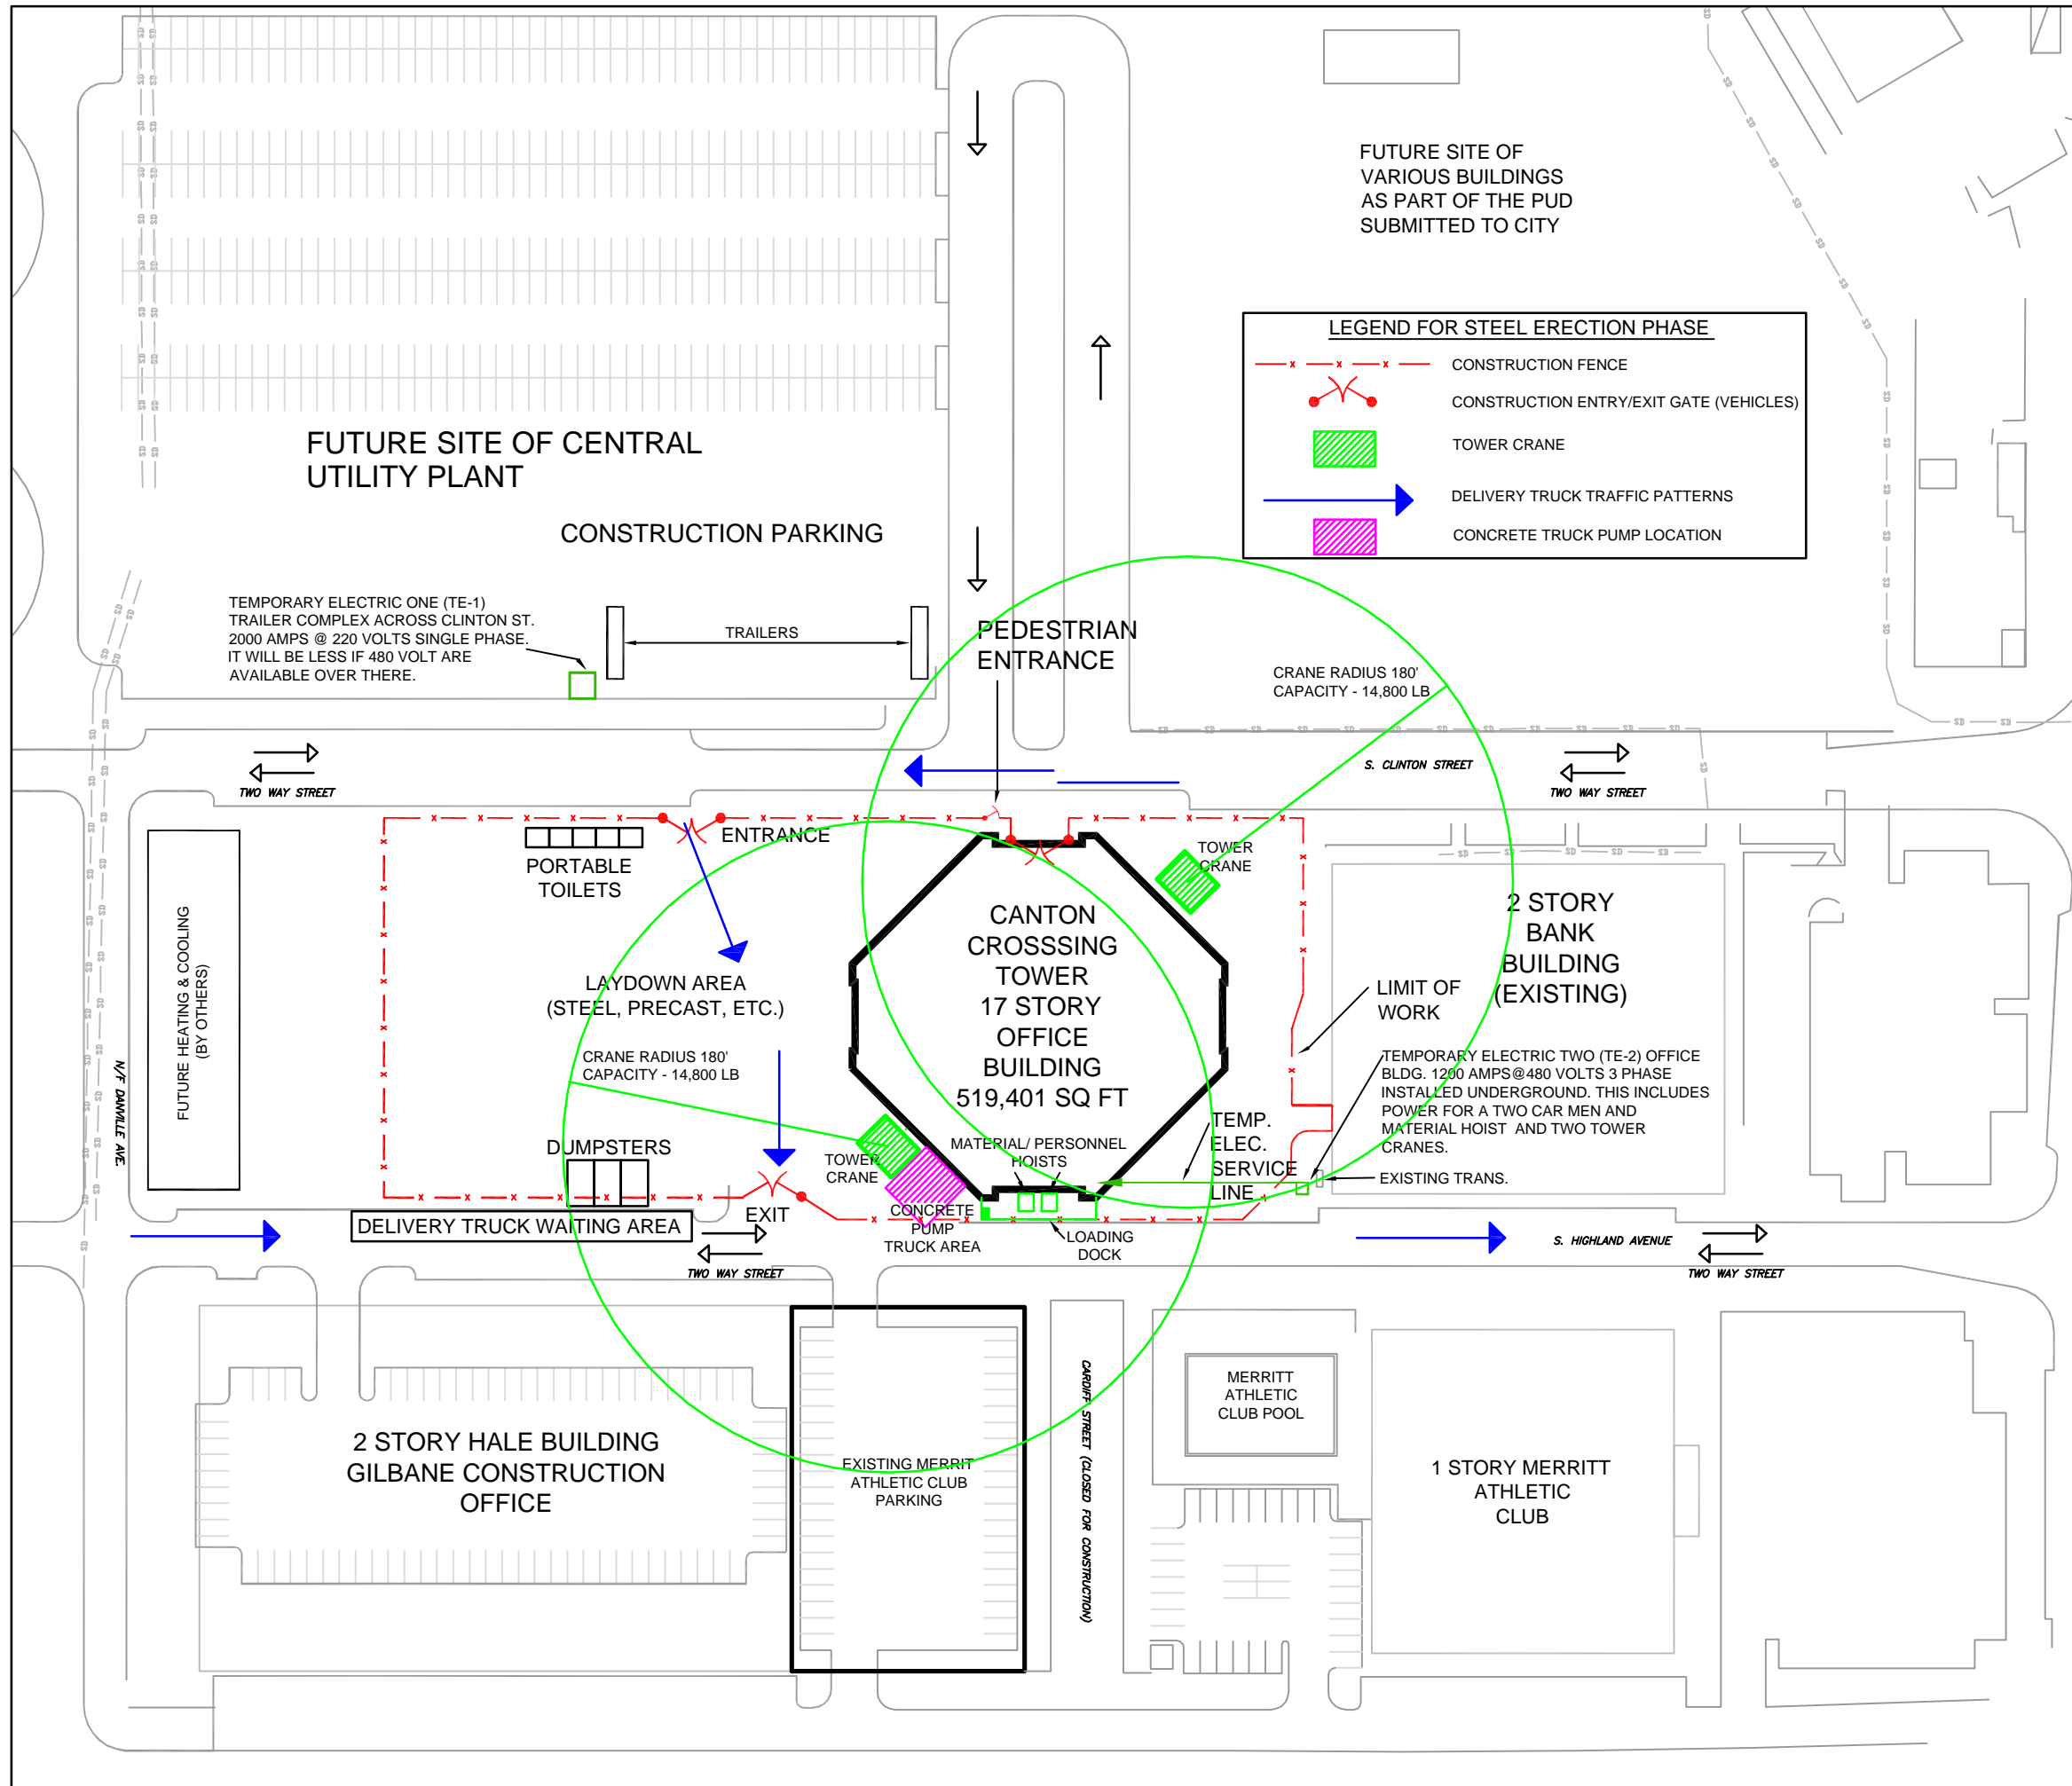 FUTURE SITE OF
VARIOUS BUILDINGS
AS PART OF THE PUD
SUBMITTED TO CITY
LEGEND FOR STEEL ERECTION PHASE
CONSTRUCTION FENCE
CONSTRUCTION ENTRY/EXIT GATE (VEHICLES)
TOWER CRANE
DELIVERY TRUCK TRAFFIC PATTERNS
CONCRETE TRUCK PUMP LOCATION
FUTURE SITE OF CENTRAL
UTILITY PLANT
CONSTRUCTION PARKING
TEMPORARY ELECTRIC ONE (TE-1)
TRAILER COMPLEX ACROSS CLINTON ST.
2000 AMPS @ 220 VOLTS SINGLE PHASE.
IT WILL BE LESS IF 480 VOLT ARE
AVAILABLE OVER THERE.
TRAILERS
PEDESTRIAN
ENTRANCE
CRANE RADIUS 180'
CAPACITY - 14,800 LB
S. CLINTON STREET
TWO WAY STREET
TWO WAY STREET
ENTRANCE
PORTABLE
TOILETS
TOWER
CRANE
FUTURE HEATING & COOLING
(BY OTHERS)
N/F DANVILLE AVE.
LAYDOWN AREA
(STEEL, PRECAST, ETC.)
CANTON
CROSSSING
TOWER
17 STORY
OFFICE
BUILDING
519,401 SQ FT
2 STORY
BANK
BUILDING
(EXISTING)
LIMIT OF
WORK
CRANE RADIUS 180'
CAPACITY - 14,800 LB
TEMPORARY ELECTRIC TWO (TE-2) OFFICE
BLDG. 1200 AMPS@480 VOLTS 3 PHASE
INSTALLED UNDERGROUND. THIS INCLUDES
POWER FOR A TWO CAR MEN AND
MATERIAL HOIST AND TWO TOWER
CRANES.
EXISTING TRANS.
TEMP.
ELEC.
SERVICE
LINE
MATERIAL/ PERSONNEL
HOISTS
DUMPSTERS
TOWER
CRANE
CONCRETE
PUMP
TRUCK AREA
LOADING
DOCK
EXIT
DELIVERY TRUCK WAITING AREA
TWO WAY STREET
S. HIGHLAND AVENUE
TWO WAY STREET
2 STORY HALE BUILDING
GILBANE CONSTRUCTION
OFFICE
EXISTING MERRIT
ATHLETIC CLUB
PARKING
CARDIFF STREET (CLOSED FOR CONSTRUCTION)
MERRITT
ATHLETIC
CLUB POOL
1 STORY MERRITT
ATHLETIC
CLUB